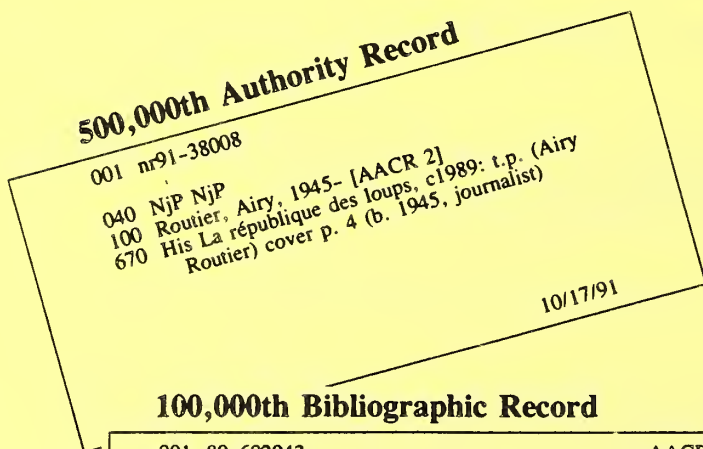 500,000th Authority Record
001 nr91-38008
040 NjP NjP
100 Routier, Airy, 1945- [AACR 2]
670 His La république des loups, c1989: t.p. (Airy
Routier) cover p. 4 (b. 1945, journalist)
10/17/91
100,000th Bibliographic Record